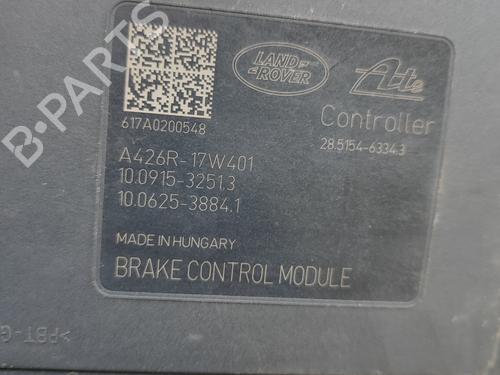 B-PARTS
LAND
ROVER
Ate
617A0200548
Controller
28.5154-6334.3
A426R-17W401
10.0915-3251.3
10.0625-3884.1
MADE IN HUNGARY
BRAKE CONTROL MODULE
>PBT-G